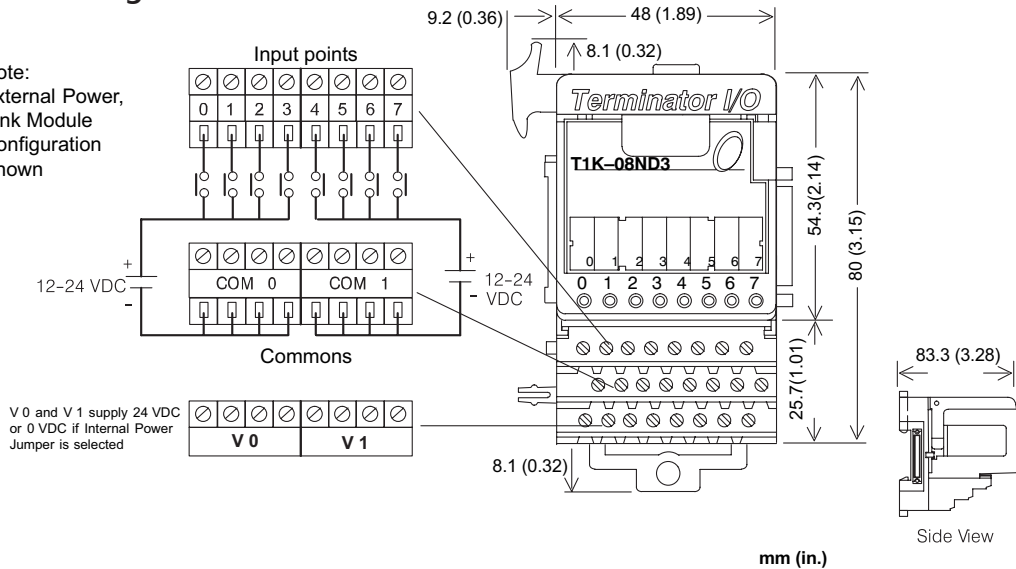 9.2 (0.36)
48 (1.89)
8.1 (0.32)
Input points
0 1 2 3 4 5 6 7
ote:
xternal Power,
nk Module
onfiguration
hown
Terminator I/O
T1K–08ND3
0 1 2 3 4 5 6 7
0 1 2 3 4 5 6 7
54.3(2.14)
80 (3.15)
25.7(1.01)
+
12–24 VDC
-
COM 0 COM 1
+
12–24
VDC
-
Commons
V 0 and V 1 supply 24 VDC
or 0 VDC if Internal Power
Jumper is selected
V 0 V 1
8.1 (0.32)
83.3 (3.28)
Side View
mm (in.)